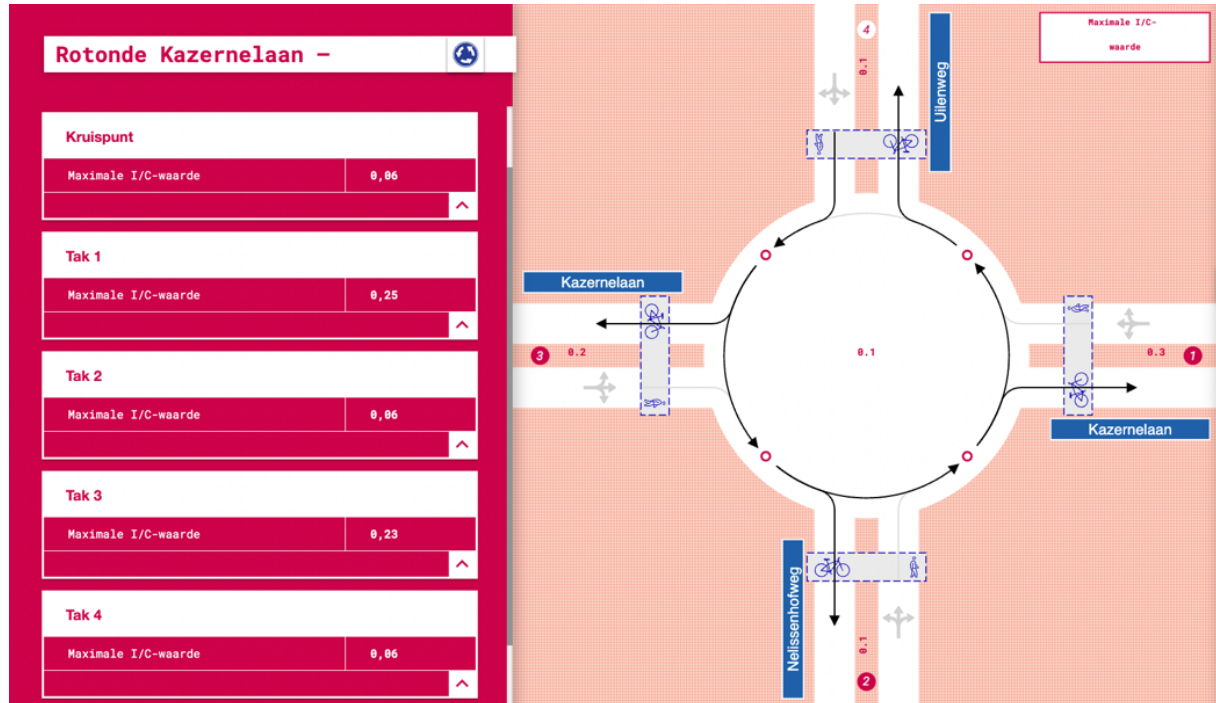 Rotonde Kazernelaan –
Kruispunt
Maximale I/C-waarde 0,06
Tak 1
Maximale I/C-waarde 0,25
Tak 2
Maximale I/C-waarde 0,06
Tak 3
Maximale I/C-waarde 0,23
Tak 4
Maximale I/C-waarde 0,06
Maximale I/C-
waarde
4
0.1
Uilenweg
Kazernelaan
3
0.2
0.1
0.3
1
Kazernelaan
Nelissenhofweg
0.1
2